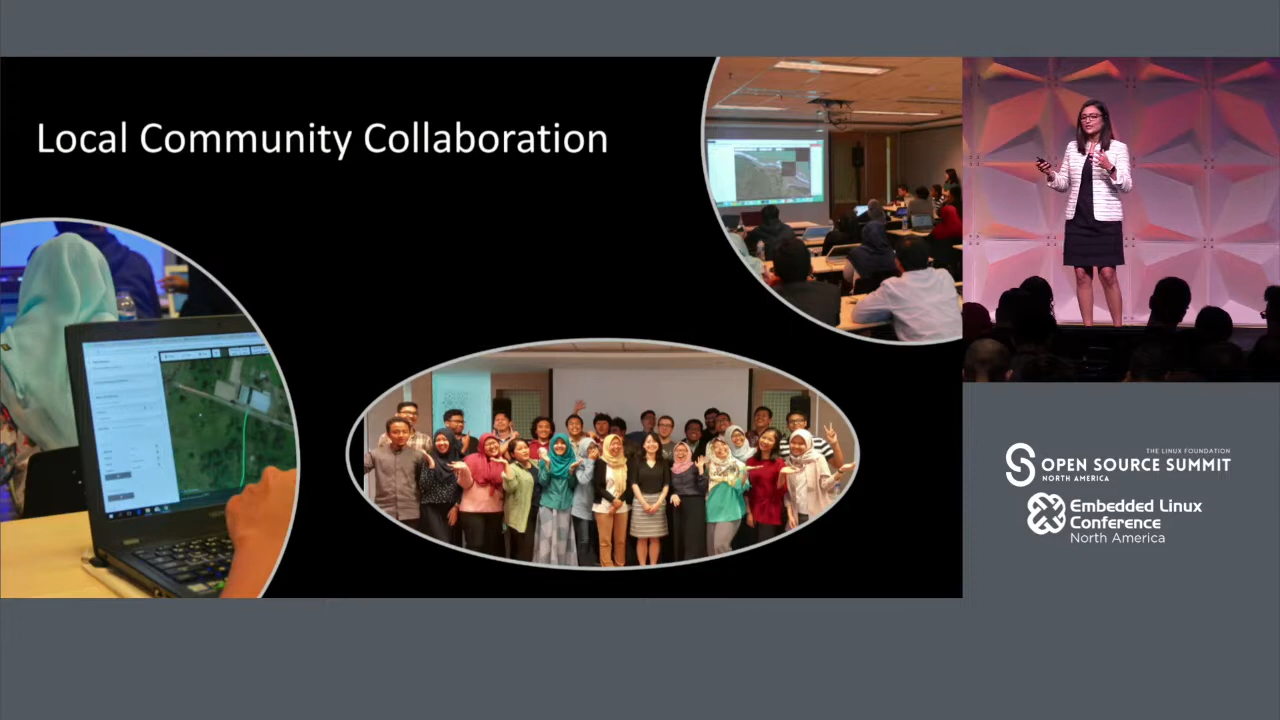 Local Community Collaboration
THE LINUX FOUNDATION
OPEN SOURCE SUMMIT
NORTH AMERICA
Embedded Linux
Conference
North America